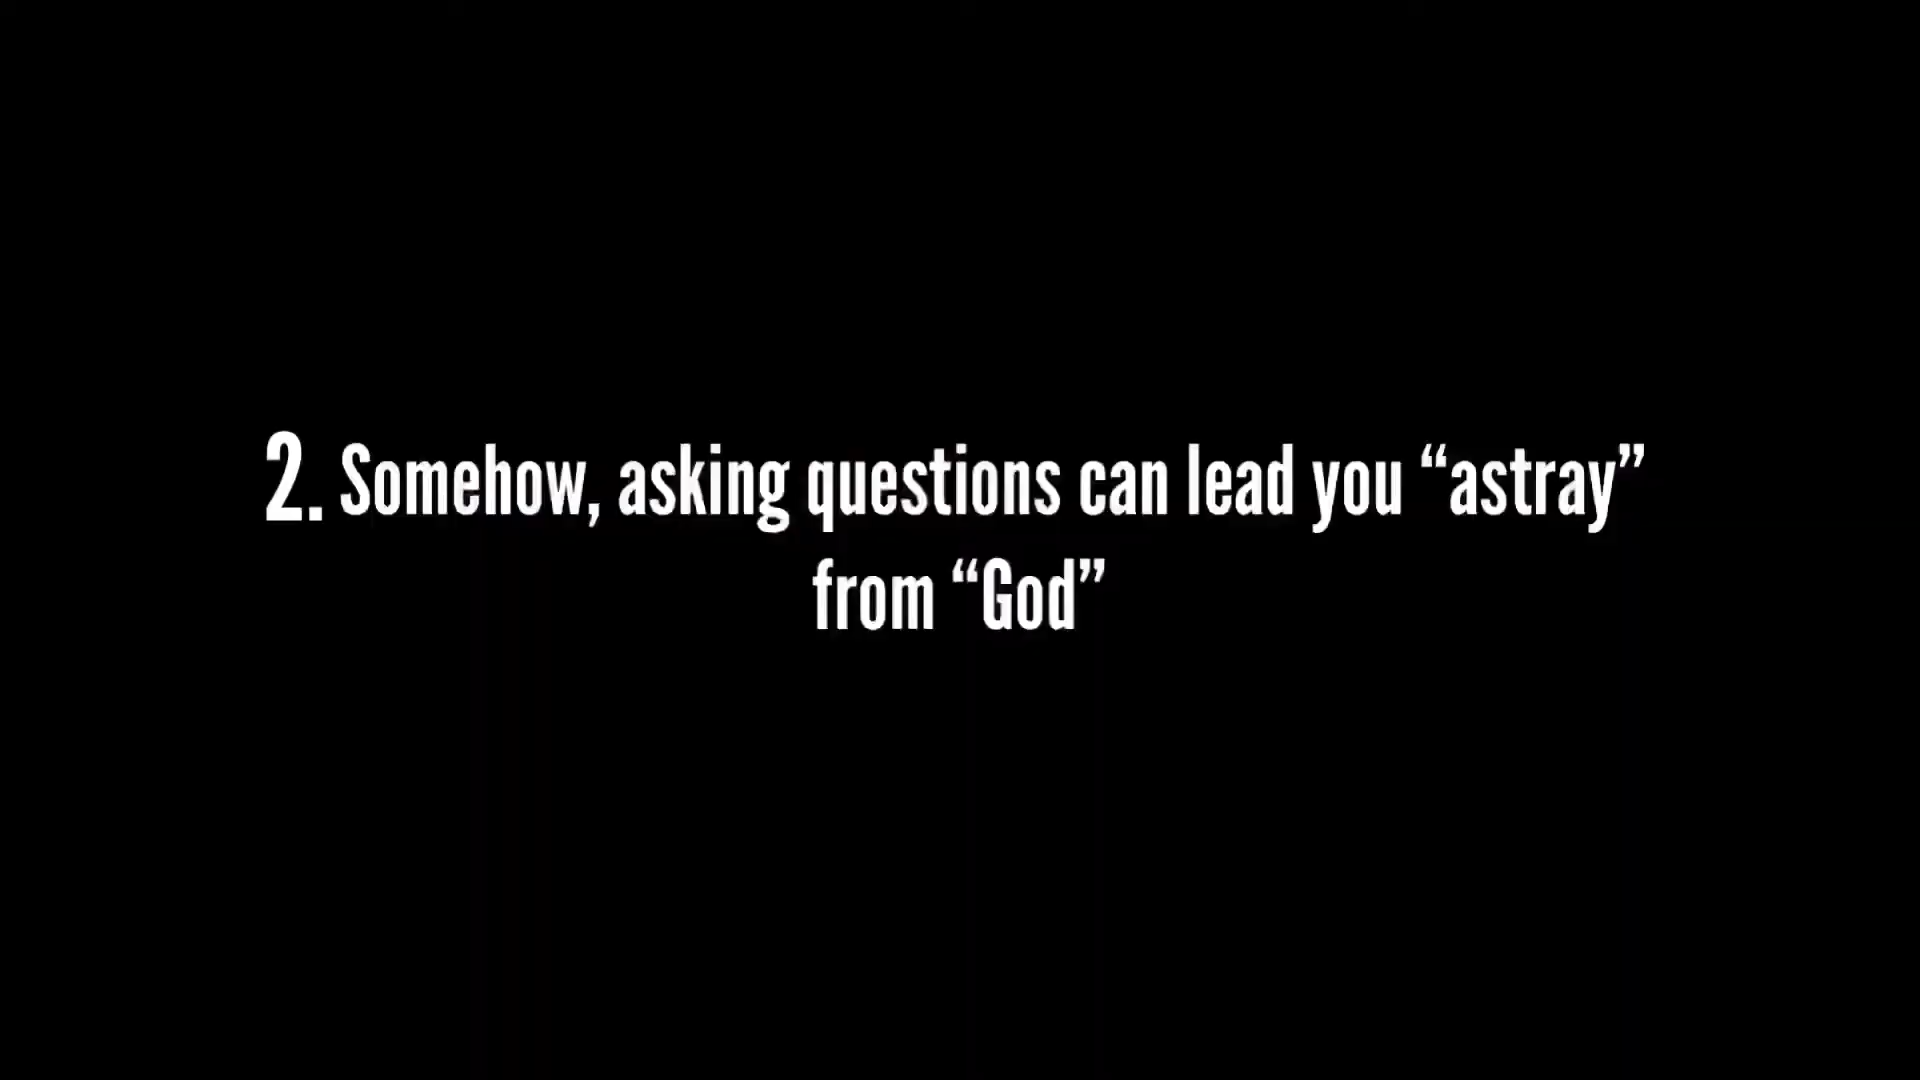 2. Somehow, asking questions can lead you “astray”
from “God”